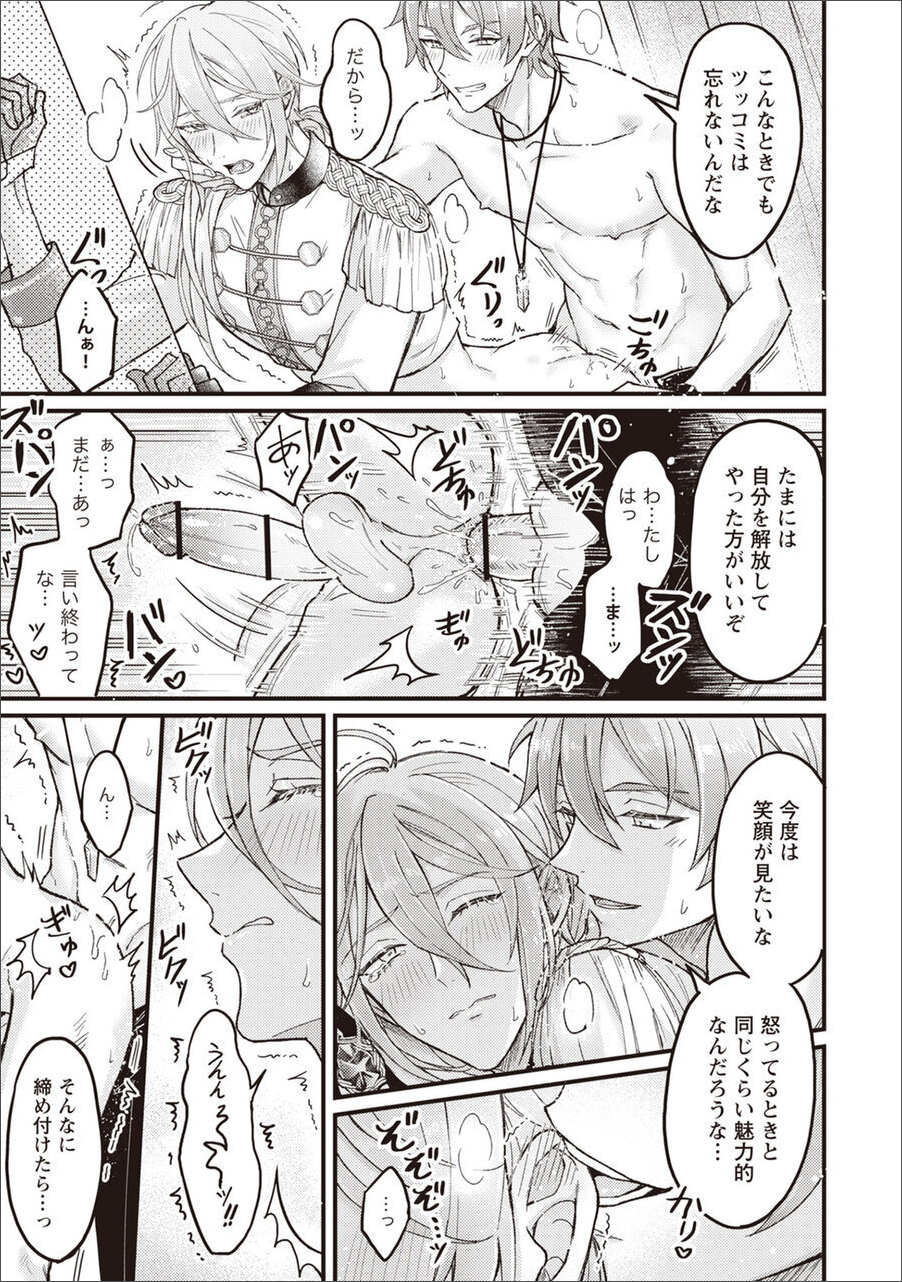 こんなときでも
ツッコミは
忘れないんだな
だから…ッ
ぐりっ
ごちゅ
ぐっ
…んぁ!
たまには
自分を解放して
やった方がいいぞ
わ…たし
はっ
…ま…ッ
パンッ
ズンッ
どちゅ
どぢゅっ
ぎゅ
パンッ
あッ
バンッ
ズパンッ
ぁ…っ
まだ…あっ
言い終わって
な…ッ♡
今度は
笑顔が見たいな
怒ってるときと
同じくらい魅力的
なんだろうな…
カリ♡
ぞぞぞ…
…っ
ビクッ
ビクッ
ん…
ぎゅ♡
そんなに
締め付けたら…っ